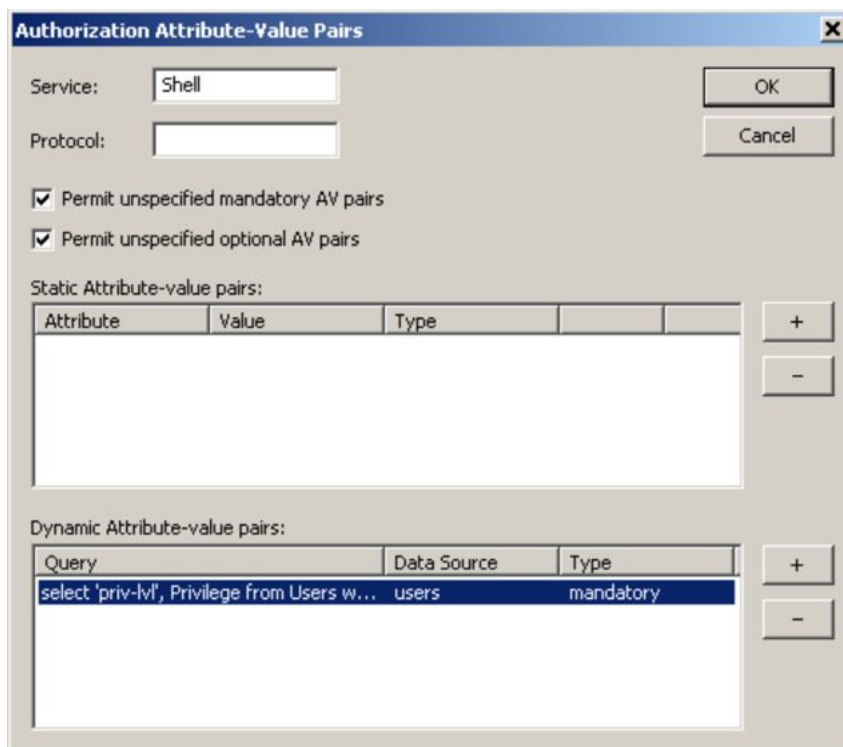 Authorization Attribute-Value Pairs
Service: Shell OK
Protocol: Cancel
Permit unspecified mandatory AV pairs
Permit unspecified optional AV pairs
Static Attribute-value pairs:
Attribute Value Type +
-
Dynamic Attribute-value pairs:
Query Data Source Type +
select 'priv-lvl', Privilege from Users w... users mandatory
-